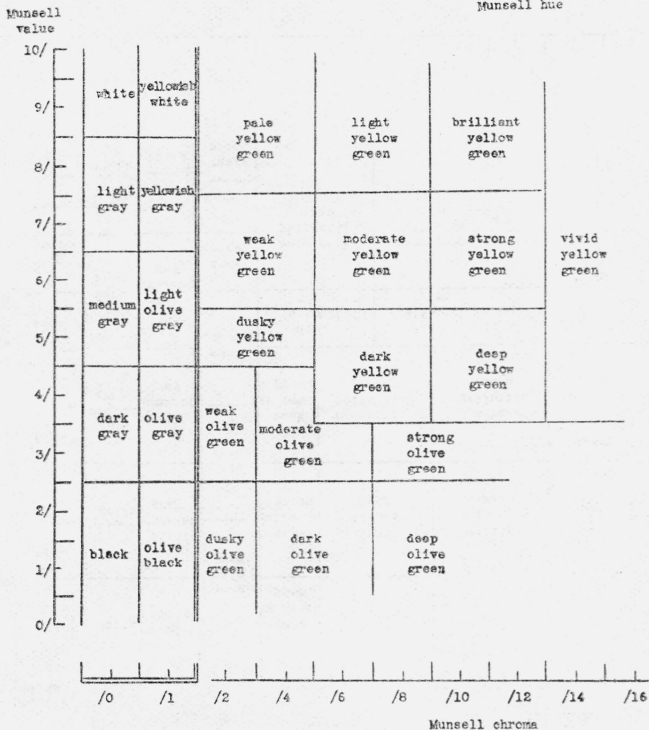 Munsell hue
Munsell
value
10/
9/
8/
7/
6/
5/
4/
3/
2/
1/
0/
white
yellowish
white
pale
yellow
green
light
yellow
green
brilliant
yellow
green
light
gray
yellowish
gray
weak
yellow
green
moderate
yellow
green
strong
yellow
green
vivid
yellow
green
medium
gray
light
olive
gray
dusky
yellow
green
dark
yellow
green
deep
yellow
green
dark
gray
olive
gray
weak
olive
green
moderate
olive
green
strong
olive
green
black
olive
black
dusky
olive
green
dark
olive
green
deep
olive
green
/0 /1 /2 /4 /6 /8 /10 /12 /14 /16
Munsell chroma